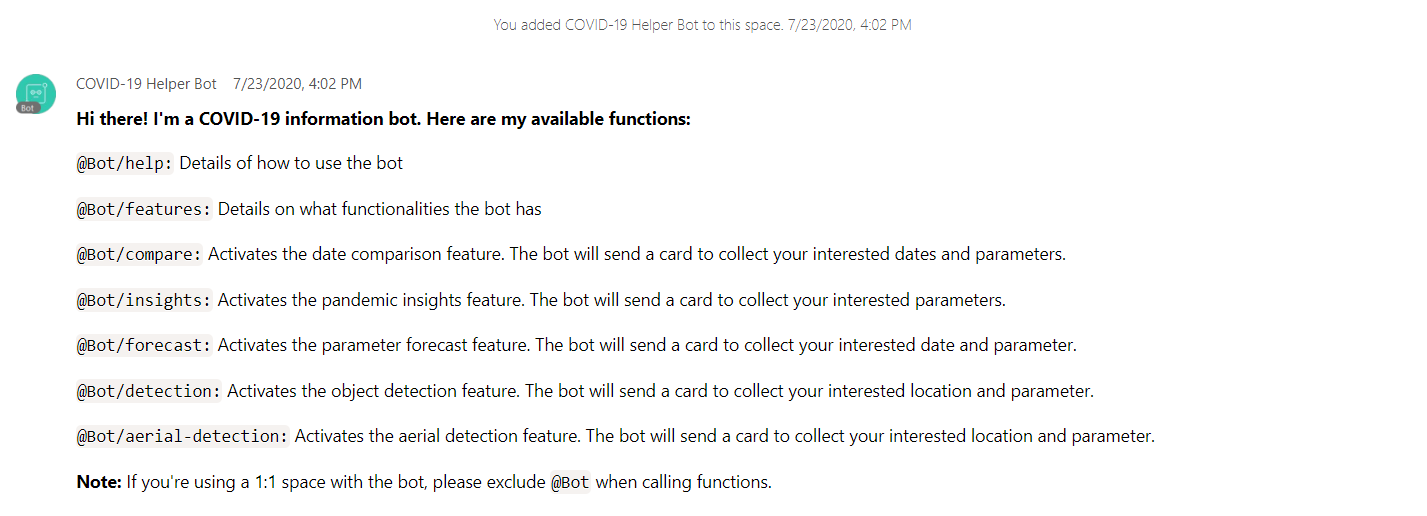 You added COVID-19 Helper Bot to this space. 7/23/2020, 4:02 PM
COVID-19 Helper Bot 7/23/2020, 4:02 PM
Bot
Hi there! I'm a COVID-19 information bot. Here are my available functions:
@Bot/help: Details of how to use the bot
@Bot/features: Details on what functionalities the bot has
@Bot/compare: Activates the date comparison feature. The bot will send a card to collect your interested dates and parameters.
@Bot/insights: Activates the pandemic insights feature. The bot will send a card to collect your interested parameters.
@Bot/forecast: Activates the parameter forecast feature. The bot will send a card to collect your interested date and parameter.
@Bot/detection: Activates the object detection feature. The bot will send a card to collect your interested location and parameter.
@Bot/aerial-detection: Activates the aerial detection feature. The bot will send a card to collect your interested location and parameter.
Note: If you're using a 1:1 space with the bot, please exclude @Bot when calling functions.